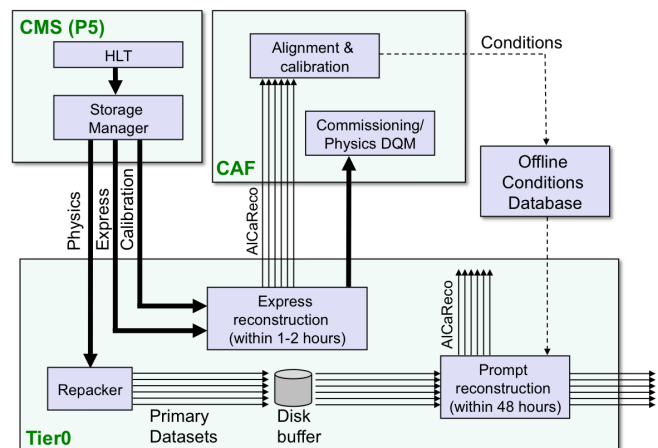 CMS (P5)
HLT
Storage
Manager
Alignment &
calibration
Commissioning/
Physics DQM
CAF
Conditions
Offline
Conditions
Database
Physics
Express
Calibration
AlCaReco
Express
reconstruction
(within 1-2 hours)
AlCaReco
Repacker
Primary
Datasets
Disk
buffer
Prompt
reconstruction
(within 48 hours)
Tier0